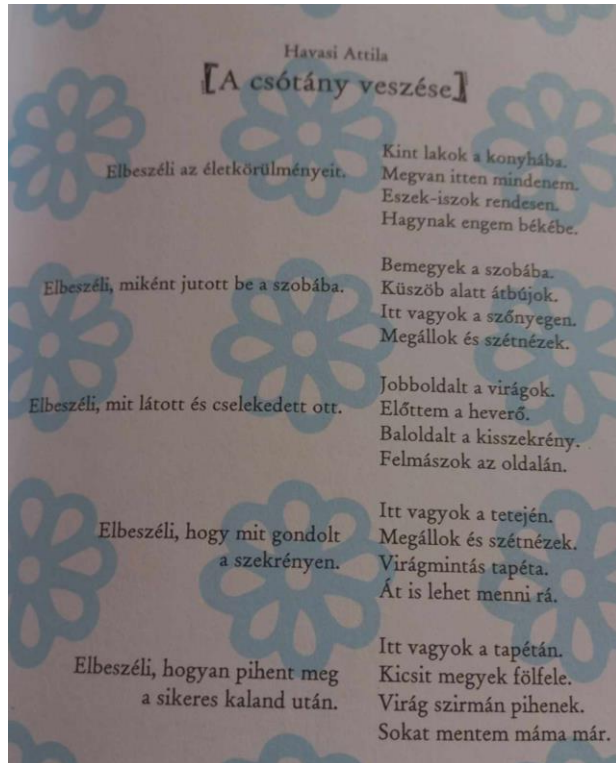 Havasi Attila
[A csótány veszése]
Elbeszéli az életkörülményeit.
Kint lakok a konyhába.
Megvan itten mindenem.
Eszek-iszok rendesen.
Hagynak engem békébe.
Elbeszéli, miként jutott be a szobába.
Bemegyek a szobába.
Küszöb alatt átbújok.
Itt vagyok a szőnyegen.
Megállok és szétnézek.
Elbeszéli, mit látott és cselekedett ott.
Jobboldalt a virágok.
Előttem a heverő.
Baloldalt a kisszekrény.
Felmászok az oldalán.
Elbeszéli, hogy mit gondolt
a szekrényen.
Itt vagyok a tetején.
Megállok és szétnézek.
Virágmintás tapéta.
Át is lehet menni rá.
Elbeszéli, hogyan pihent meg
a sikeres kaland után.
Itt vagyok a tapétán.
Kicsit megyek fölfele.
Virág szirmán pihenek.
Sokat mentem máma már.